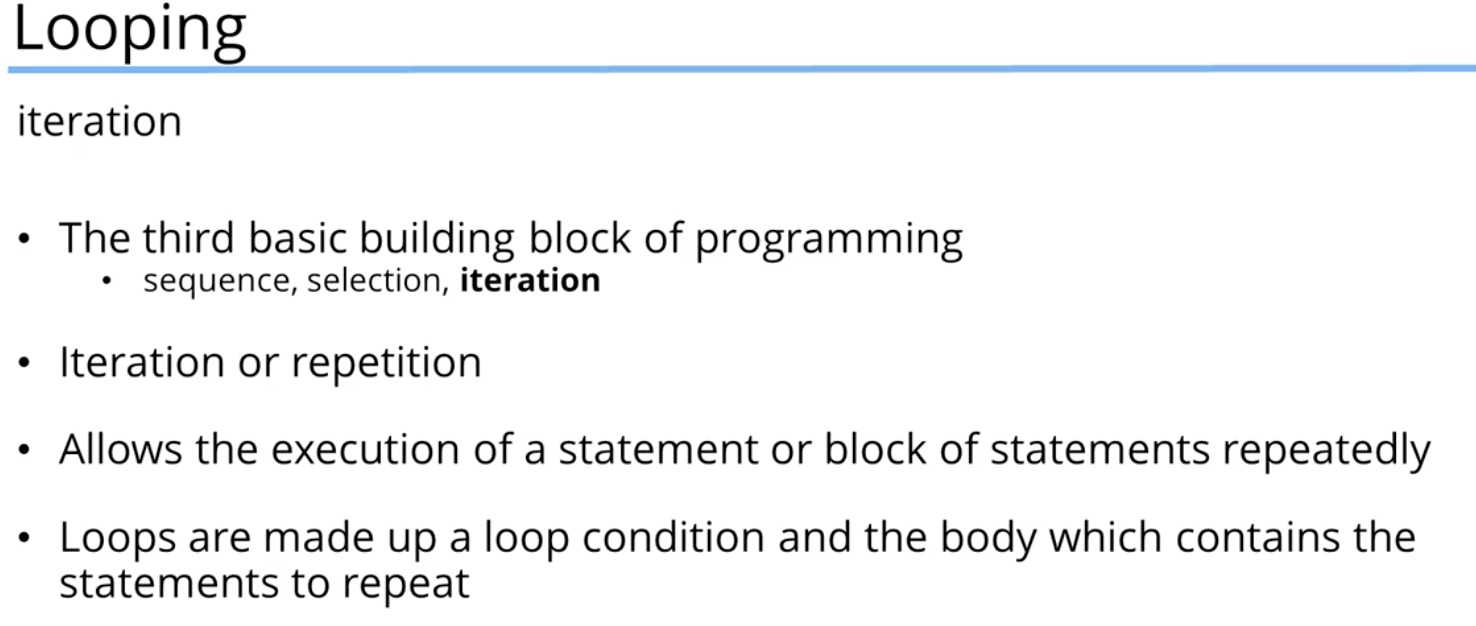 Looping
iteration
• The third basic building block of programming
• sequence, selection, iteration
• Iteration or repetition
• Allows the execution of a statement or block of statements repeatedly
• Loops are made up a loop condition and the body which contains the
statements to repeat